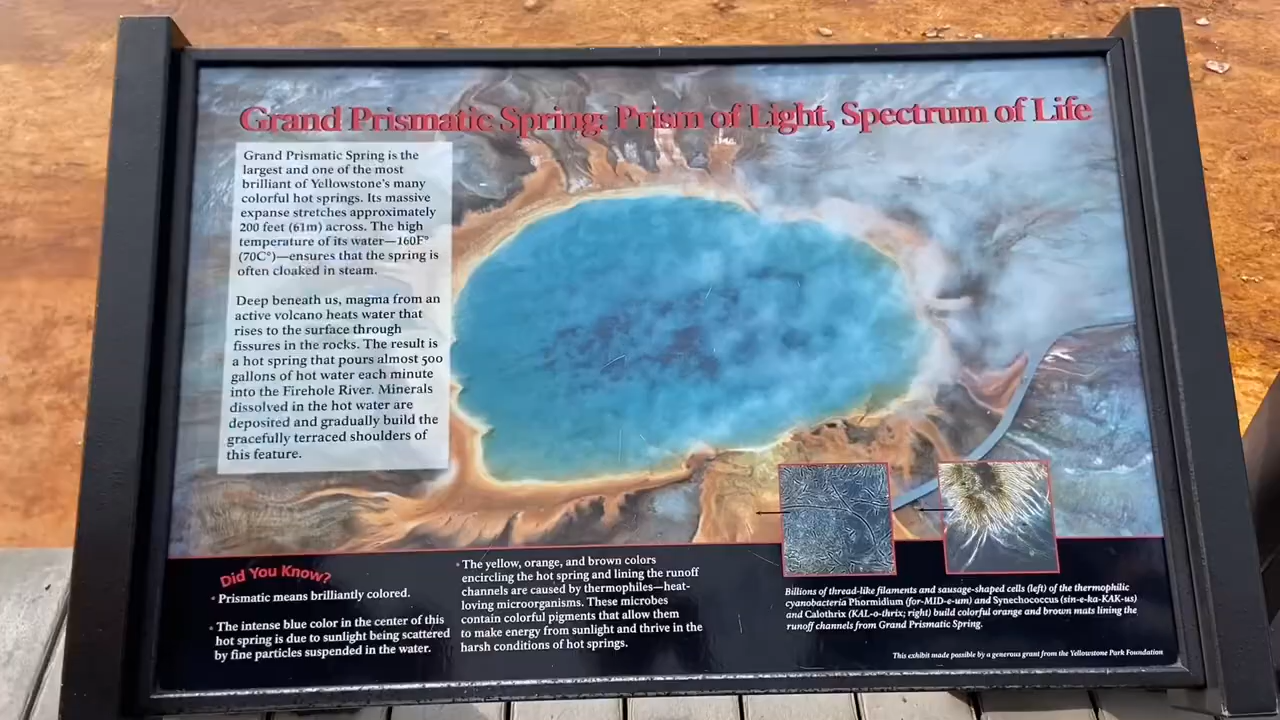 Grand Prismatic Spring: Prism of Light, Spectrum of Life
Grand Prismatic Spring is the
largest and one of the most
brilliant of Yellowstone's many
colorful hot springs. Its massive
expanse stretches approximately
200 feet (61m) across. The high
temperature of its water—160F°
(70C°)—ensures that the spring is
often cloaked in steam.
Deep beneath us, magma from an
active volcano heats water that
rises to the surface through
fissures in the rocks. The result is
a hot spring that pours almost 500
gallons of hot water each minute
into the Firehole River. Minerals
dissolved in the hot water are
deposited and gradually build the
gracefully terraced shoulders of
this feature.
Did You Know?
• Prismatic means brilliantly colored.
• The intense blue color in the center of this
hot spring is due to sunlight being scattered
by fine particles suspended in the water.
• The yellow, orange, and brown colors
encircling the hot spring and lining the runoff
channels are caused by thermophiles—heat-
loving microorganisms. These microbes
contain colorful pigments that allow them
to make energy from sunlight and thrive in the
harsh conditions of hot springs.
Billions of thread-like filaments and sausage-shaped cells (left) of the thermophilic
cyanobacteria Phormidium (for-MID-e-um) and Synechococcus (sin-e-ka-KAK-us)
and Calothrix (KAL-o-thrix; right) build colorful orange and brown mats lining the
runoff channels from Grand Prismatic Spring.
This exhibit made possible by a generous grant from the Yellowstone Park Foundation